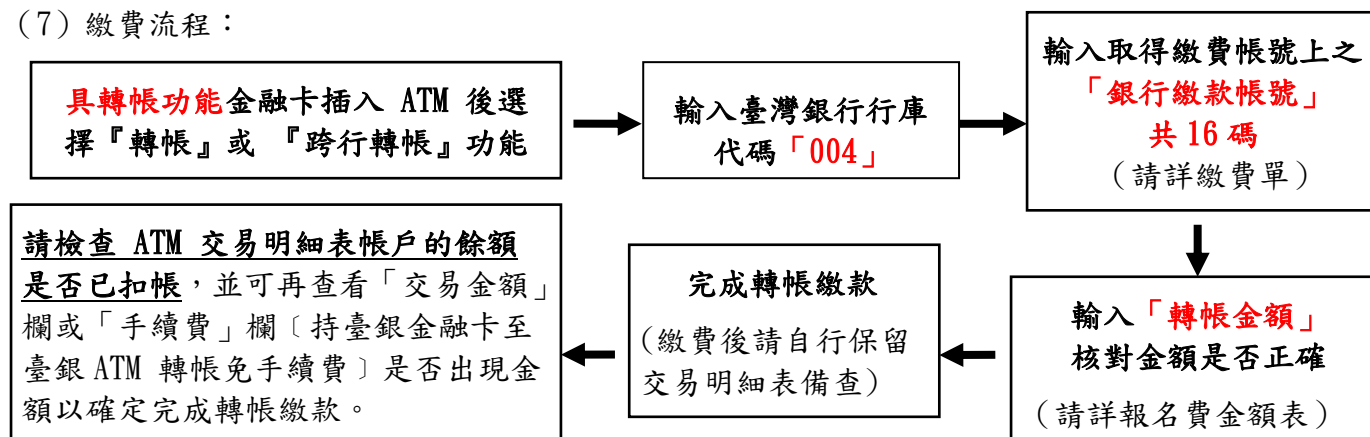 (7) 繳費流程：
具轉帳功能金融卡插入 ATM 後選
擇『轉帳』或 『跨行轉帳』功能
輸入臺灣銀行行庫
代碼「004」
輸入取得繳費帳號上之
「銀行繳款帳號」
共 16 碼
（請詳繳費單）
輸入「轉帳金額」
核對金額是否正確
（請詳報名費金額表）
完成轉帳繳款
(繳費後請自行保留
交易明細表備查)
請檢查 ATM 交易明細表帳戶的餘額
是否已扣帳，並可再查看「交易金額」
欄或「手續費」欄〔持臺銀金融卡至
臺銀 ATM 轉帳免手續費〕是否出現金
額以確定完成轉帳繳款。